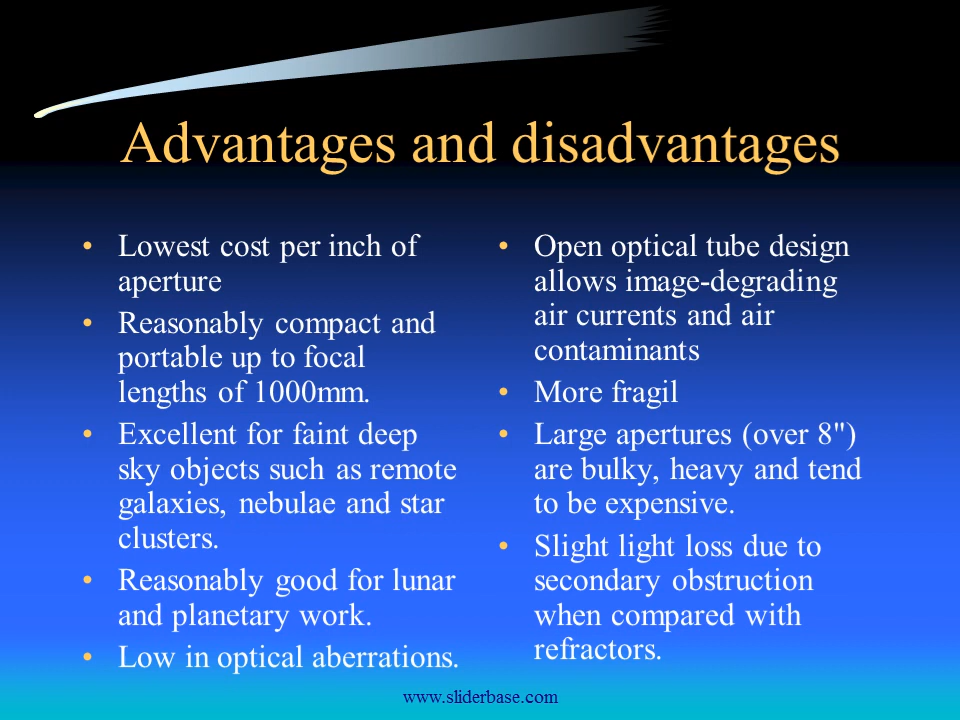 Advantages and disadvantages
• Lowest cost per inch of
aperture
• Reasonably compact and
portable up to focal
lengths of 1000mm.
• Excellent for faint deep
sky objects such as remote
galaxies, nebulae and star
clusters.
• Reasonably good for lunar
and planetary work.
• Low in optical aberrations.
• Open optical tube design
allows image-degrading
air currents and air
contaminants
• More fragil
• Large apertures (over 8")
are bulky, heavy and tend
to be expensive.
• Slight light loss due to
secondary obstruction
when compared with
refractors.
www.sliderbase.com